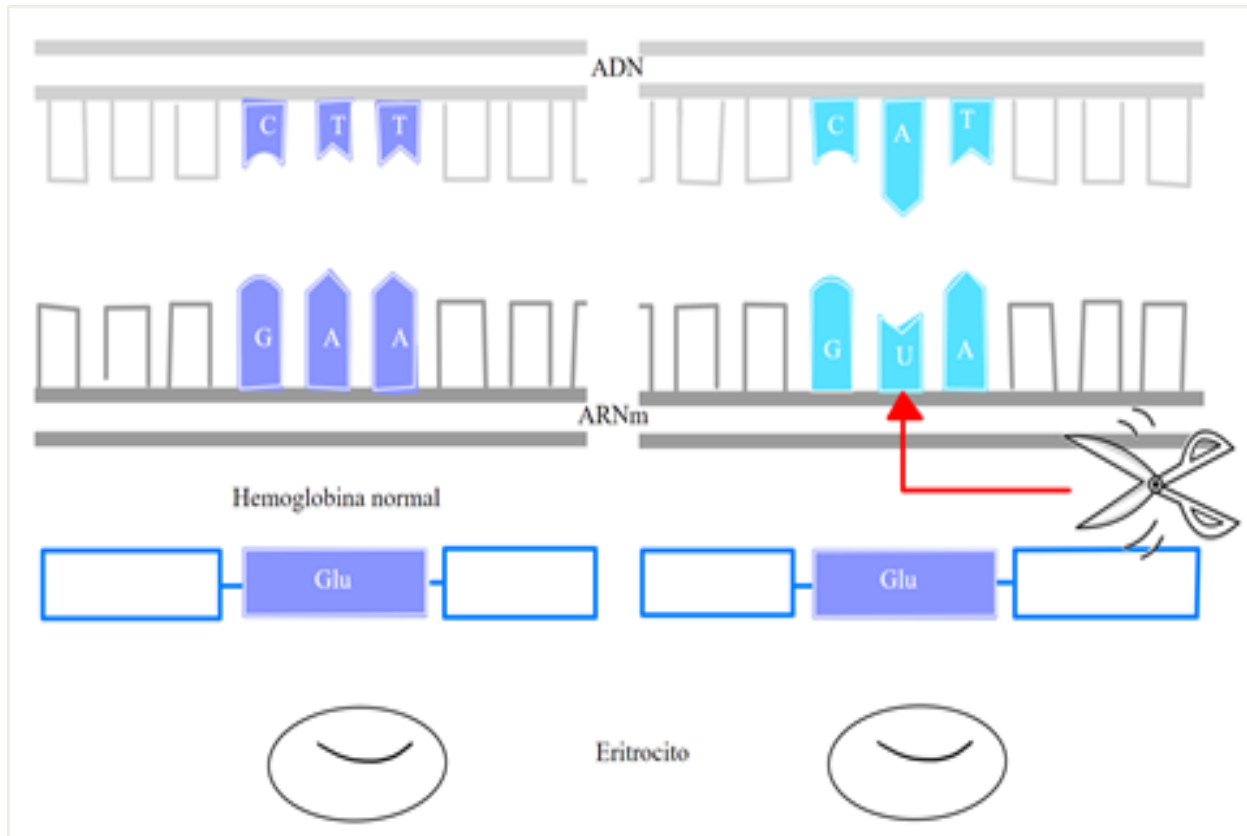 ADN
C T T C A T
G A A G U A
ARNm
Hemoglobina normal
Glu Glu
Eritrocito